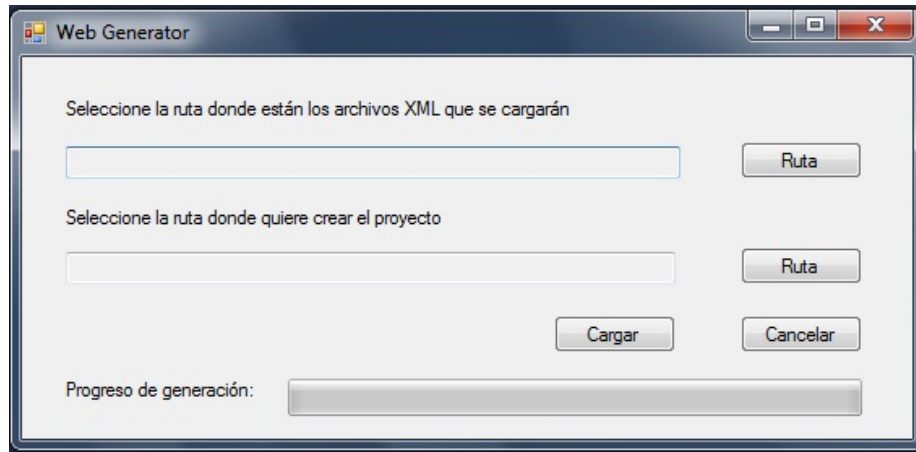 Web Generator
Seleccione la ruta donde están los archivos XML que se cargarán
Ruta
Seleccione la ruta donde quiere crear el proyecto
Ruta
Cargar Cancelar
Progreso de generación: